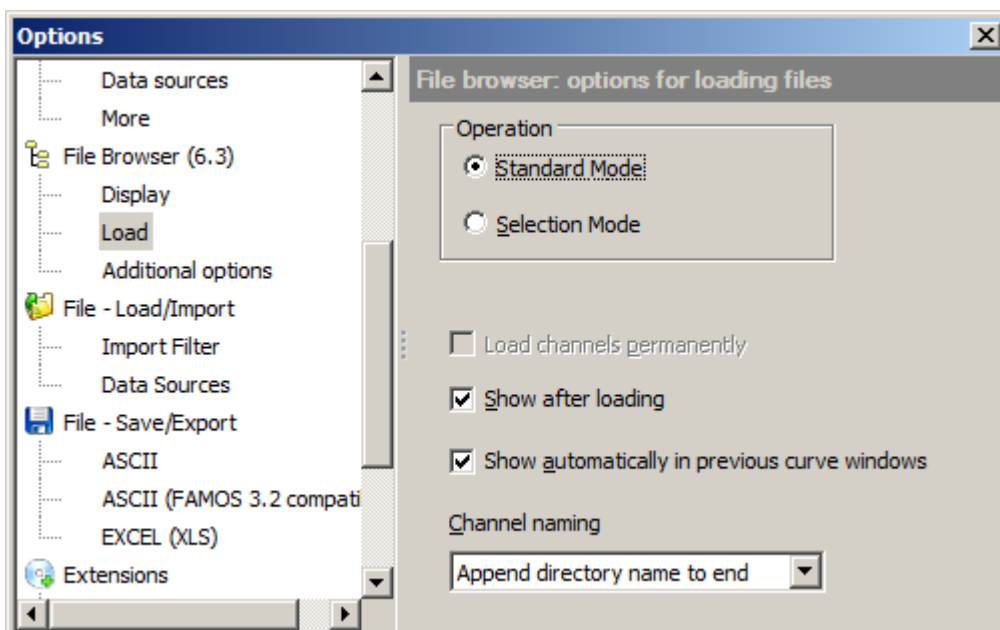 Options
Data sources
More
File Browser (6.3)
Display
Load
Additional options
File - Load/Import
Import Filter
Data Sources
File - Save/Export
ASCII
ASCII (FAMOS 3.2 compati
EXCEL (XLS)
Extensions
File browser: options for loading files
Operation
Standard Mode
Selection Mode
Load channels permanently
Show after loading
Show automatically in previous curve windows
Channel naming
Append directory name to end